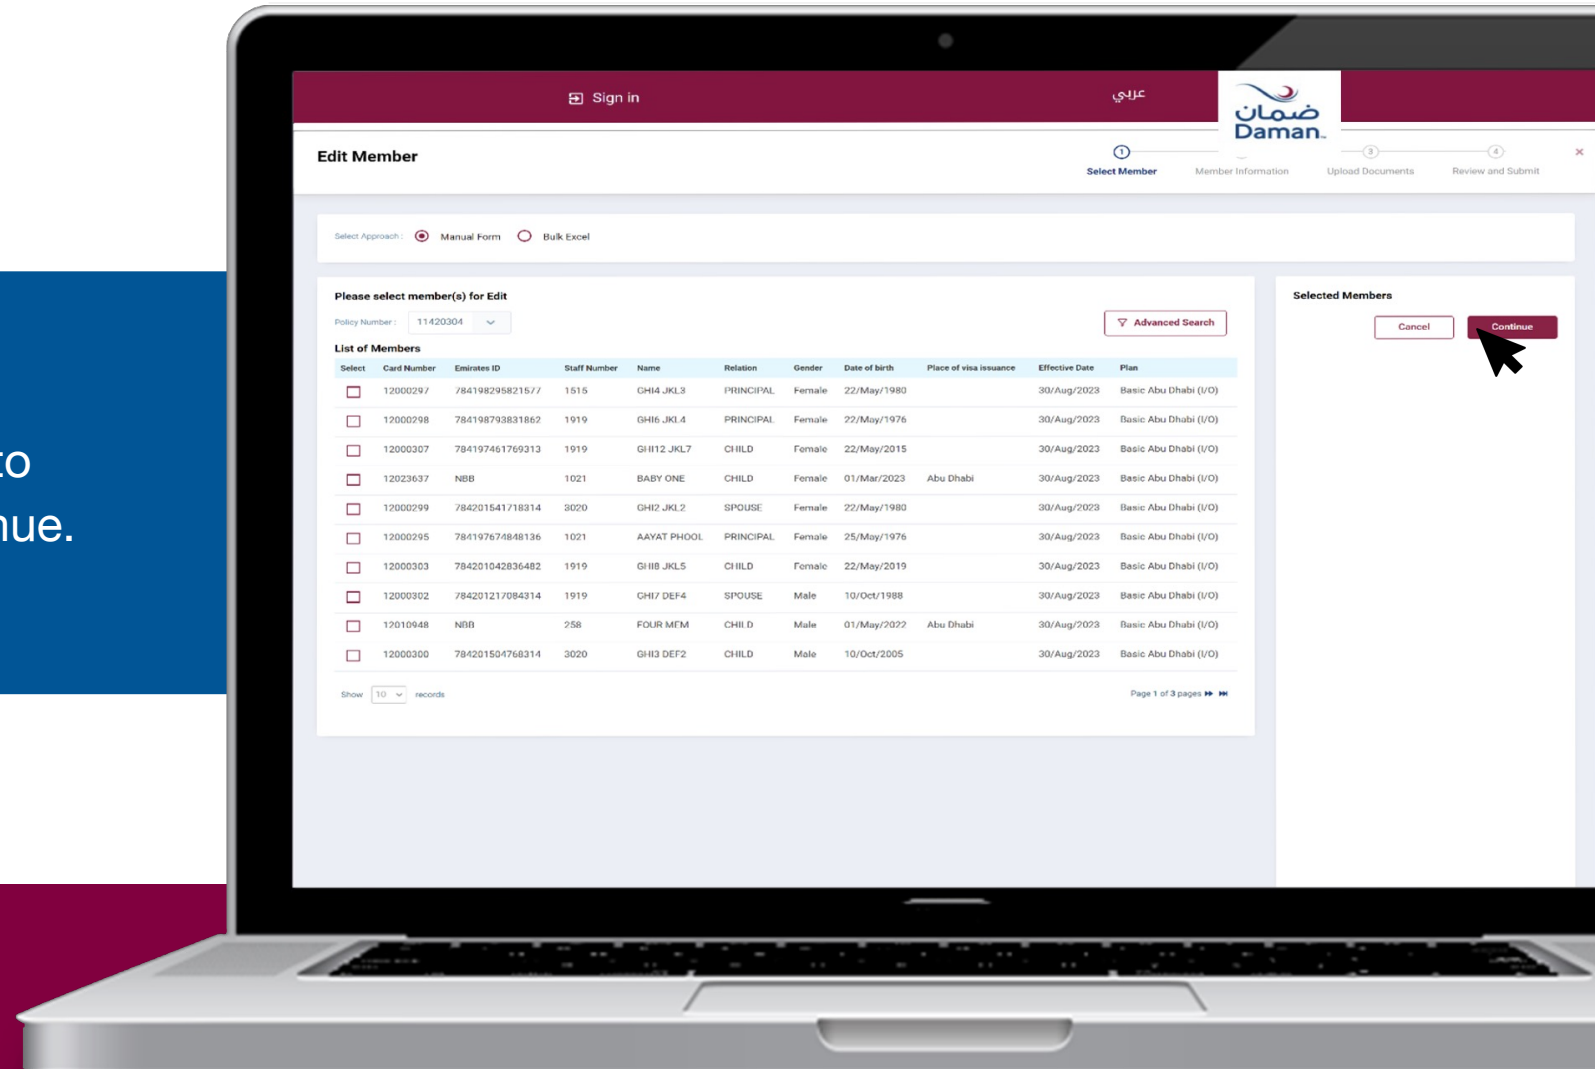 Sign in
عربي
ضمان
Daman
Edit Member
1
3
4
Select Member
Member Information
Upload Documents
Review and Submit
Select Approach :
Manual Form
Bulk Excel
Please select member(s) for Edit
Policy Number :
11420304
Advanced Search
List of Members
Select Card Number Emirates ID Staff Number Name Relation Gender Date of birth Place of visa issuance Effective Date Plan
12000297 784198295821577 1515 GHI4 JKL3 PRINCIPAL Female 22/May/1980 30/Aug/2023 Basic Abu Dhabi (I/O)
12000298 784198793831862 1919 GHI6 JKL4 PRINCIPAL Female 22/May/1976 30/Aug/2023 Basic Abu Dhabi (I/O)
12000307 784197461769313 1919 GHI12 JKL7 CHILD Female 22/May/2015 30/Aug/2023 Basic Abu Dhabi (I/O)
12023637 NBB 1021 BABY ONE CHILD Female 01/Mar/2023 Abu Dhabi 30/Aug/2023 Basic Abu Dhabi (I/O)
12000299 784201541718314 3020 GHI2 JKL2 SPOUSE Female 22/May/1980 30/Aug/2023 Basic Abu Dhabi (I/O)
12000295 784197674848136 1021 AAYAT PHOOL PRINCIPAL Female 25/May/1976 30/Aug/2023 Basic Abu Dhabi (I/O)
12000303 784201042836482 1919 GHI8 JKL5 CHILD Female 22/May/2019 30/Aug/2023 Basic Abu Dhabi (I/O)
12000302 784201217084314 1919 GHI7 DEF4 SPOUSE Male 10/Oct/1988 30/Aug/2023 Basic Abu Dhabi (I/O)
12010948 NBB 258 FOUR MEM CHILD Male 01/May/2022 Abu Dhabi 30/Aug/2023 Basic Abu Dhabi (I/O)
12000300 784201504768314 3020 GHI3 DEF2 CHILD Male 10/Oct/2005 30/Aug/2023 Basic Abu Dhabi (I/O)
Show 10 records
Page 1 of 3 pages
Selected Members
Cancel
Continue
to
nue.